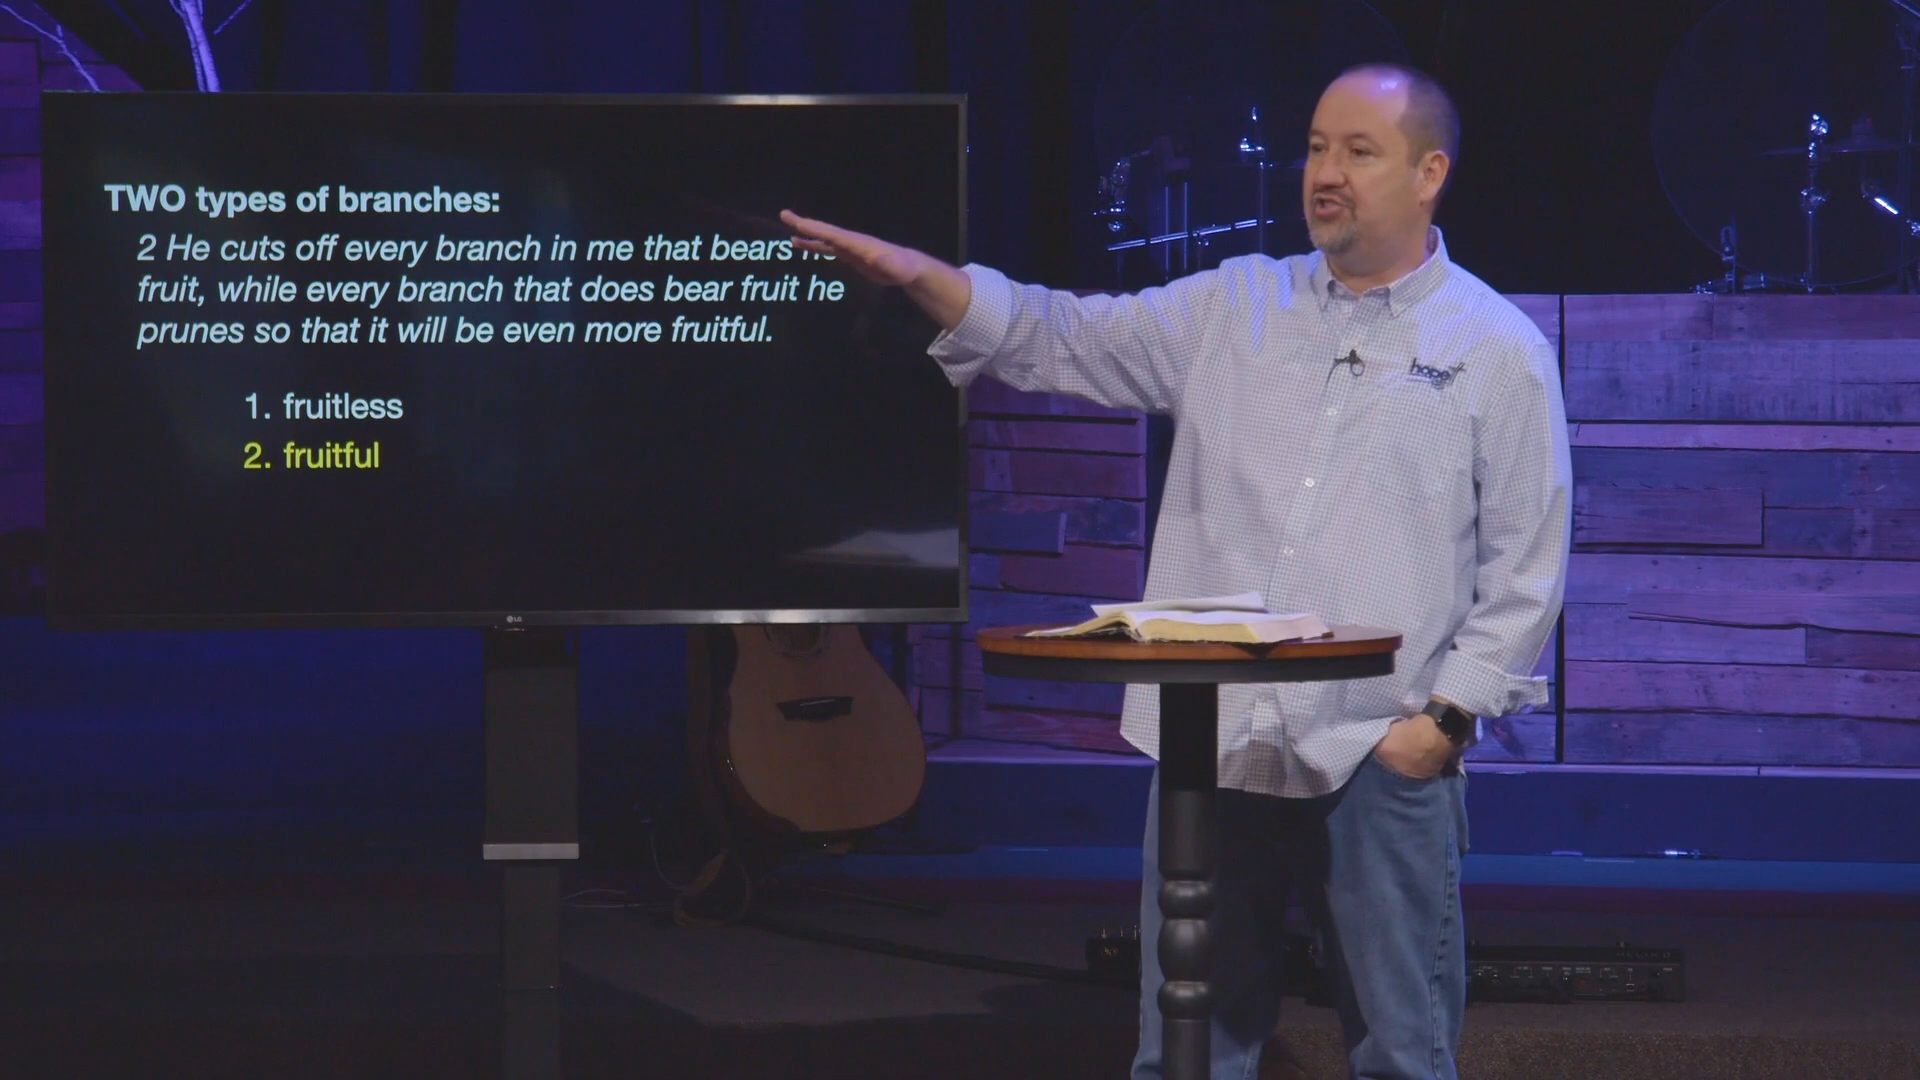 TWO types of branches:
2 He cuts off every branch in me that bears
fruit, while every branch that does bear fruit he
prunes so that it will be even more fruitful.
1. fruitless
2. fruitful
LG
hope